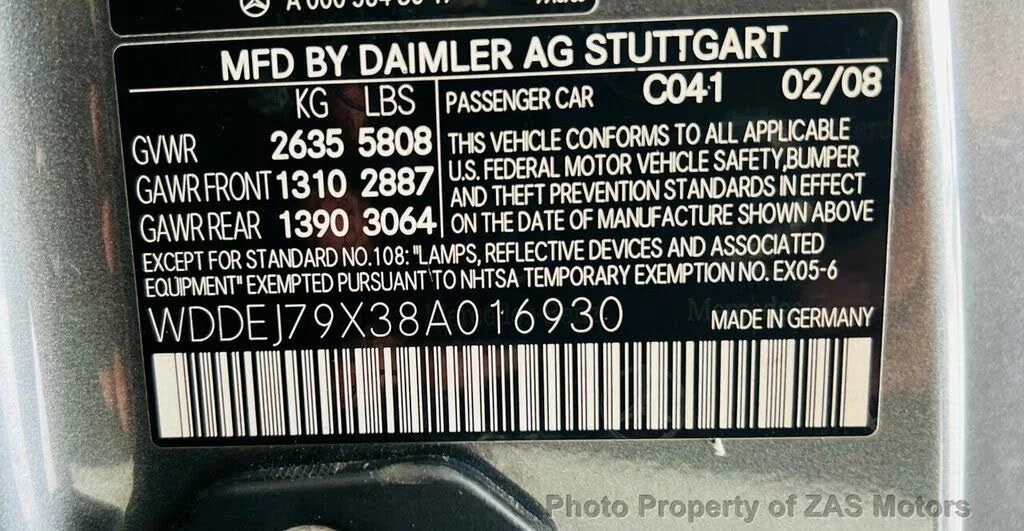 MFD BY DAIMLER AG STUTTGART
KG LBS PASSENGER CAR C041 02/08
GVWR 2635 5808
GAWR FRONT 1310 2887
GAWR REAR 1390 3064
THIS VEHICLE CONFORMS TO ALL APPLICABLE
U.S. FEDERAL MOTOR VEHICLE SAFETY,BUMPER
AND THEFT PREVENTION STANDARDS IN EFFECT
ON THE DATE OF MANUFACTURE SHOWN ABOVE
EXCEPT FOR STANDARD NO.108: "LAMPS, REFLECTIVE DEVICES AND ASSOCIATED
EQUIPMENT" EXEMPTED PURSUANT TO NHTSA TEMPORARY EXEMPTION NO. EX05-6
WDDEJ79X38A016930 MADE IN GERMANY
Photo Property of ZAS Motors